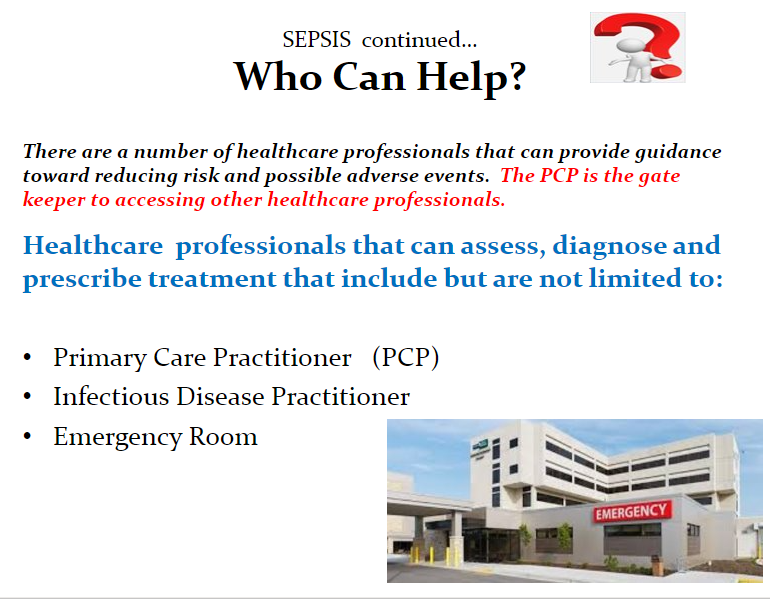 SEPSIS continued...
Who Can Help?
There are a number of healthcare professionals that can provide guidance
toward reducing risk and possible adverse events. The PCP is the gate
keeper to accessing other healthcare professionals.
Healthcare professionals that can assess, diagnose and
prescribe treatment that include but are not limited to:
• Primary Care Practitioner (PCP)
• Infectious Disease Practitioner
• Emergency Room
EMERGENCY